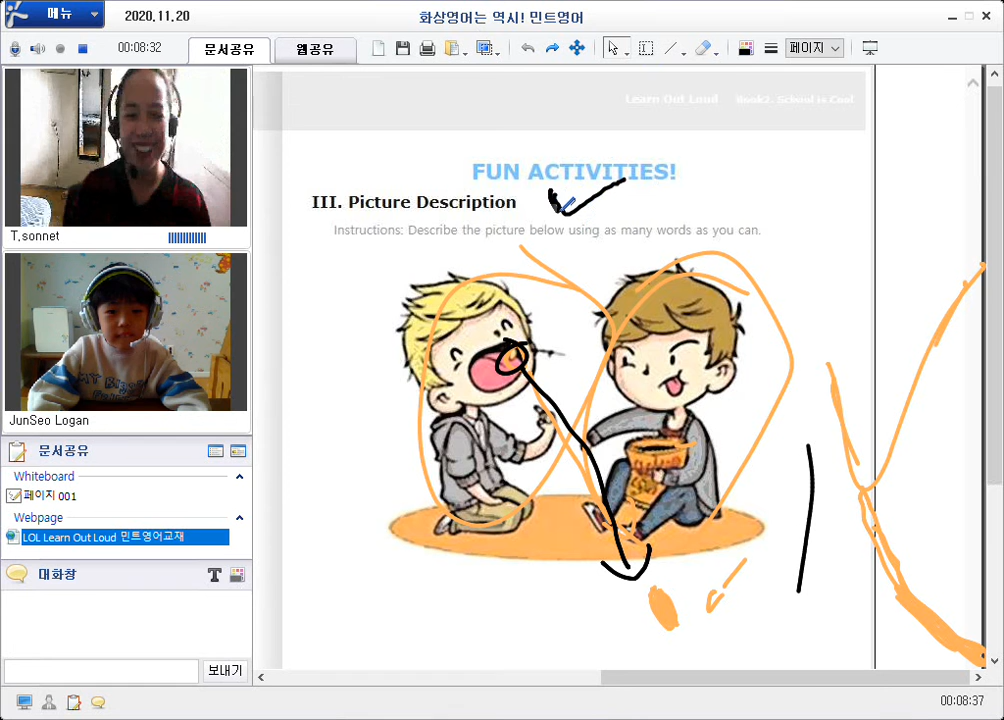 메뉴
2020.11.20
화상영어는 역시! 민트영어
00:08:32
문서공유
웹공유
페이지
Learn Out Loud Book2. School is Cool
FUN ACTIVITIES!
III. Picture Description
Instructions: Describe the picture below using as many words as you can.
T.sonnet
JunSeo Logan
문서공유
Whiteboard
페이지 001
Webpage
LOL Learn Out Loud 민트영어교재
대화창
T
보내기
00:08:37